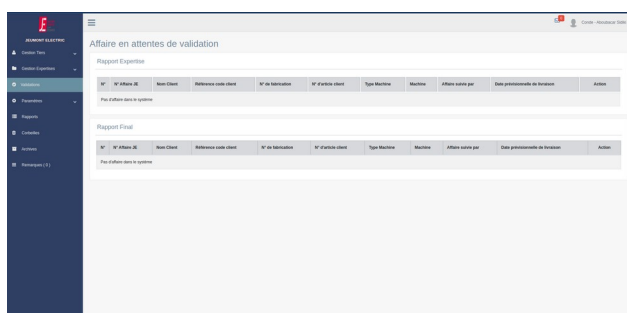 JEUMONT ELECTRIC
Gestion Tiers
Gestion Expertises
Validations
Paramètres
Rapports
Corbeilles
Archives
Remarques ( 0 )
Affaire en attentes de validation
Rapport Expertise
N° N° Affaire JE Nom Client Référence code client N° de fabrication N° d'article client Type Machine Machine Affaire suivie par Date prévisionnelle de livraison Action
Pas d'affaire dans le système
Rapport Final
N° N° Affaire JE Nom Client Référence code client N° de fabrication N° d'article client Type Machine Machine Affaire suivie par Date prévisionnelle de livraison Action
Pas d'affaire dans le système